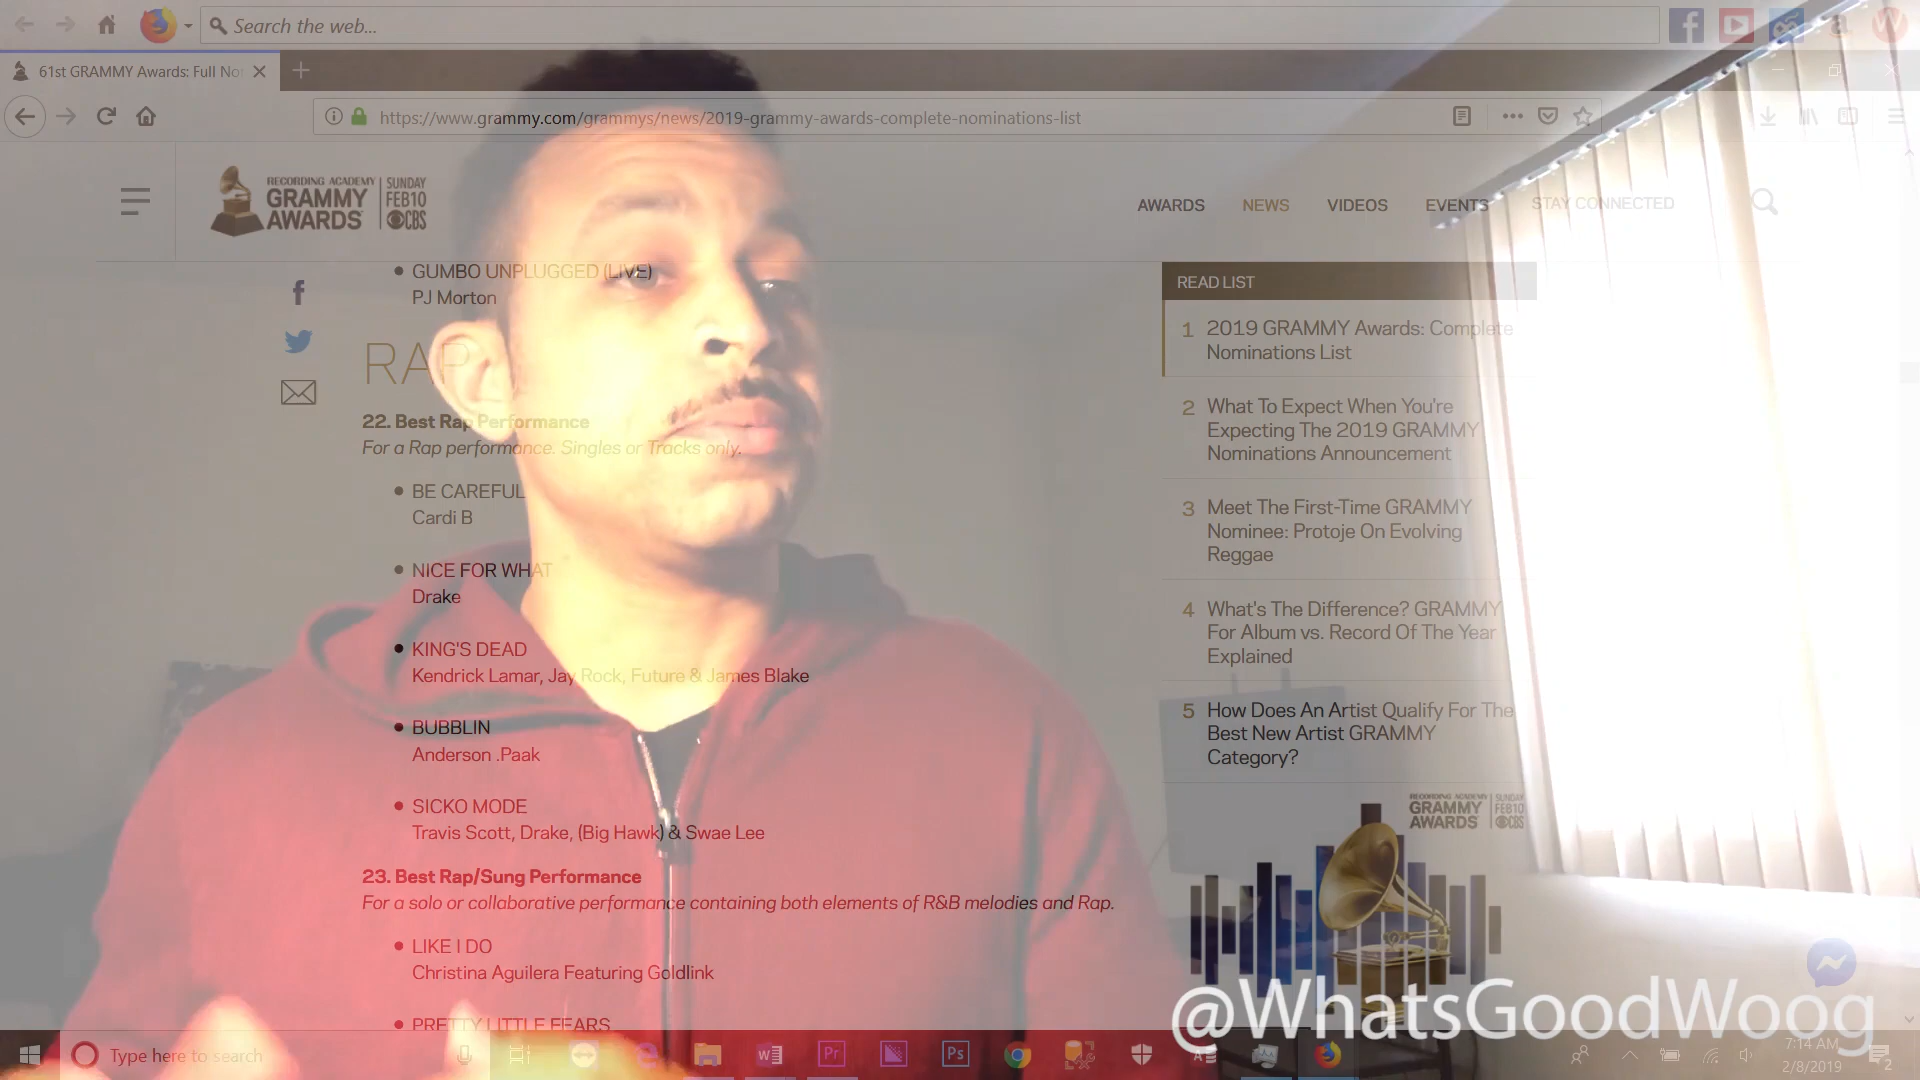 Search the web...
61st GRAMMY Awards: Full No
https://www.grammy.com/grammys/news/2019-grammy-awards-complete-nominations-list
RECORDING ACADEMY
GRAMMY
AWARDS
SUNDAY
FEB10
CBS
AWARDS
NEWS
VIDEOS
EVENTS
STAY CONNECTED
GUMBO UNPLUGGED (LIVE)
PJ Morton
RAP
22. Best Rap Performance
For a Rap performance. Singles or Tracks only.
BE CAREFUL
Cardi B
NICE FOR WHAT
Drake
KING'S DEAD
Kendrick Lamar, Jay Rock, Future & James Blake
BUBBLIN
Anderson .Paak
SICKO MODE
Travis Scott, Drake, (Big Hawk) & Swae Lee
23. Best Rap/Sung Performance
For a solo or collaborative performance containing both elements of R&B melodies and Rap.
LIKE I DO
Christina Aguilera Featuring Goldlink
PRETTY LITTLE FEARS
READ LIST
1 2019 GRAMMY Awards: Complete
Nominations List
2 What To Expect When You're
Expecting The 2019 GRAMMY
Nominations Announcement
3 Meet The First-Time GRAMMY
Nominee: Protoje On Evolving
Reggae
4 What's The Difference? GRAMMY
For Album vs. Record Of The Year
Explained
5 How Does An Artist Qualify For The
Best New Artist GRAMMY
Category?
RECORDING ACADEMY
GRAMMY
AWARDS
SUNDAY
FEB10
CBS
@WhatsGoodWoog
Type here to search
Pr
Ps
7:14 AM
2/8/2019
2